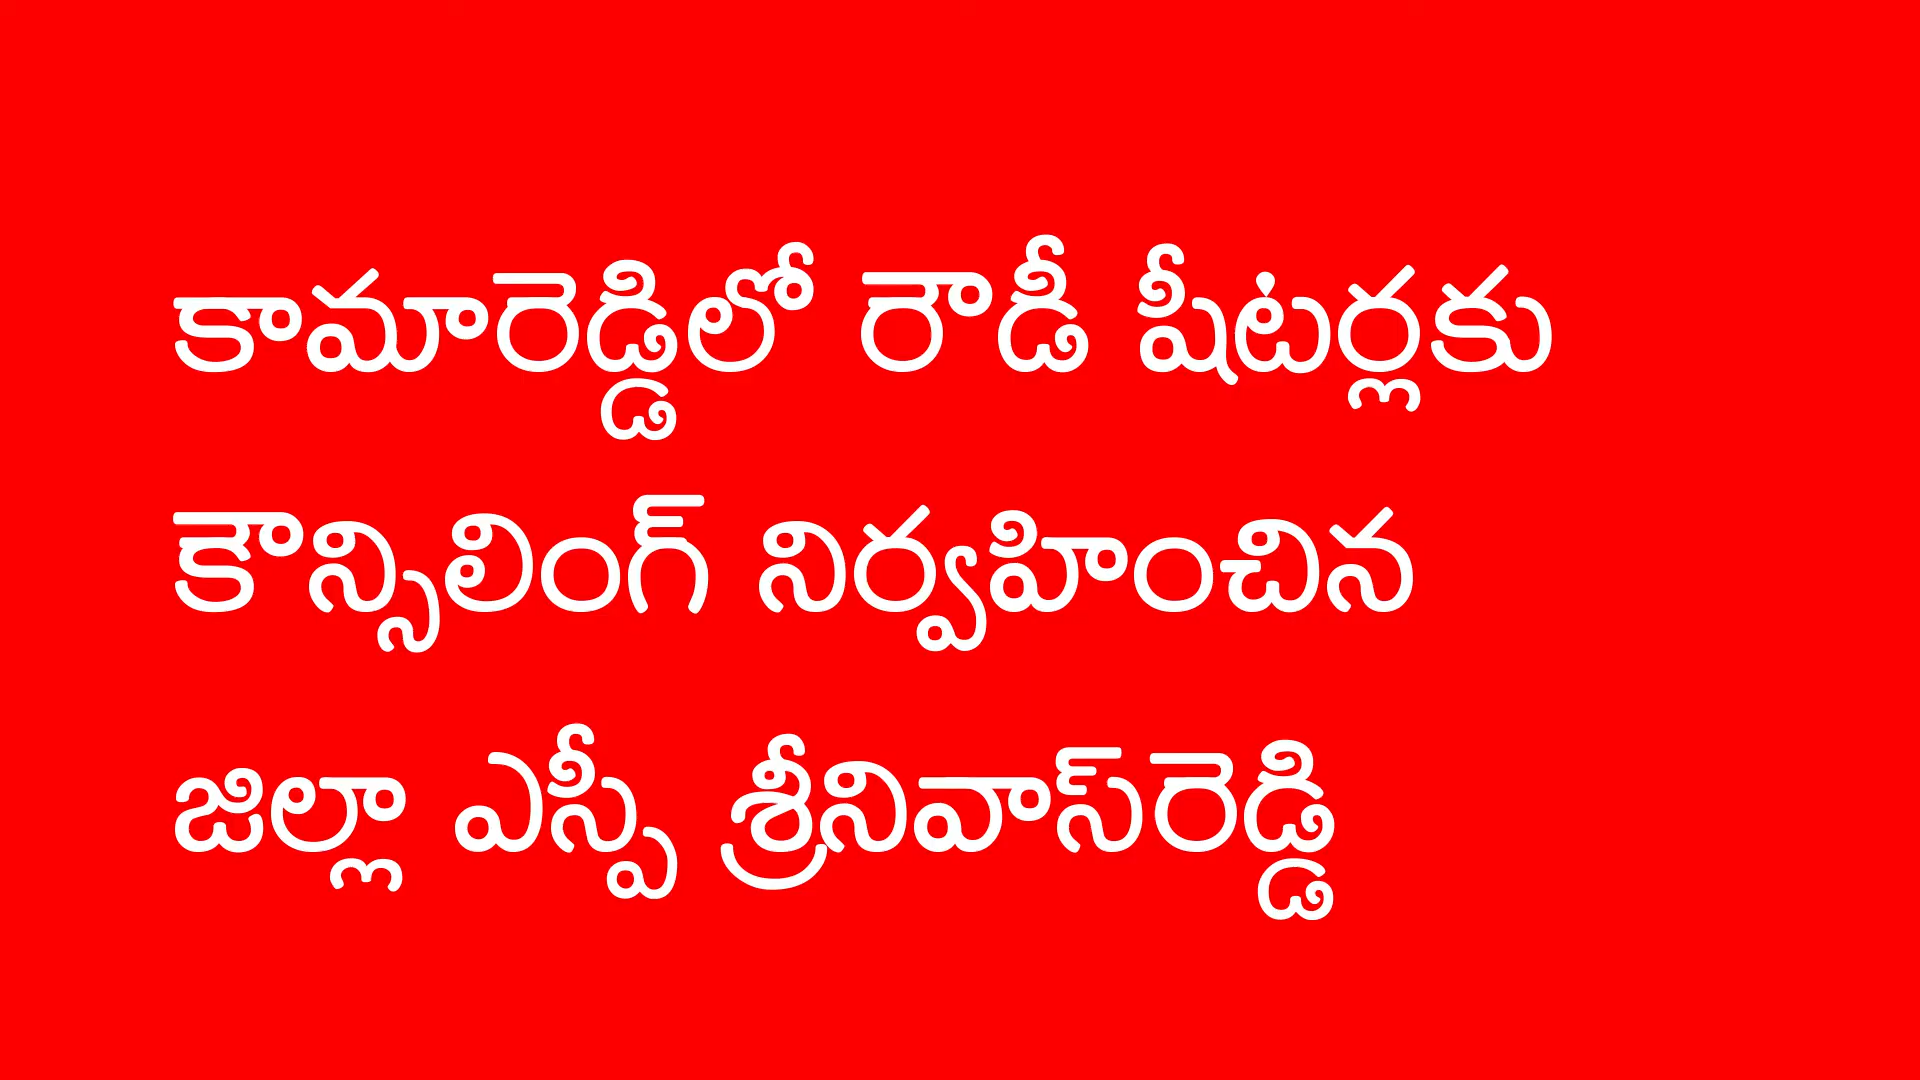 కామారెడ్డిలో రౌడీ షీటర్లకు
కౌన్సిలింగ్ నిర్వహించిన
జిల్లా ఎస్పీ శ్రీనివాస్‌రెడ్డి